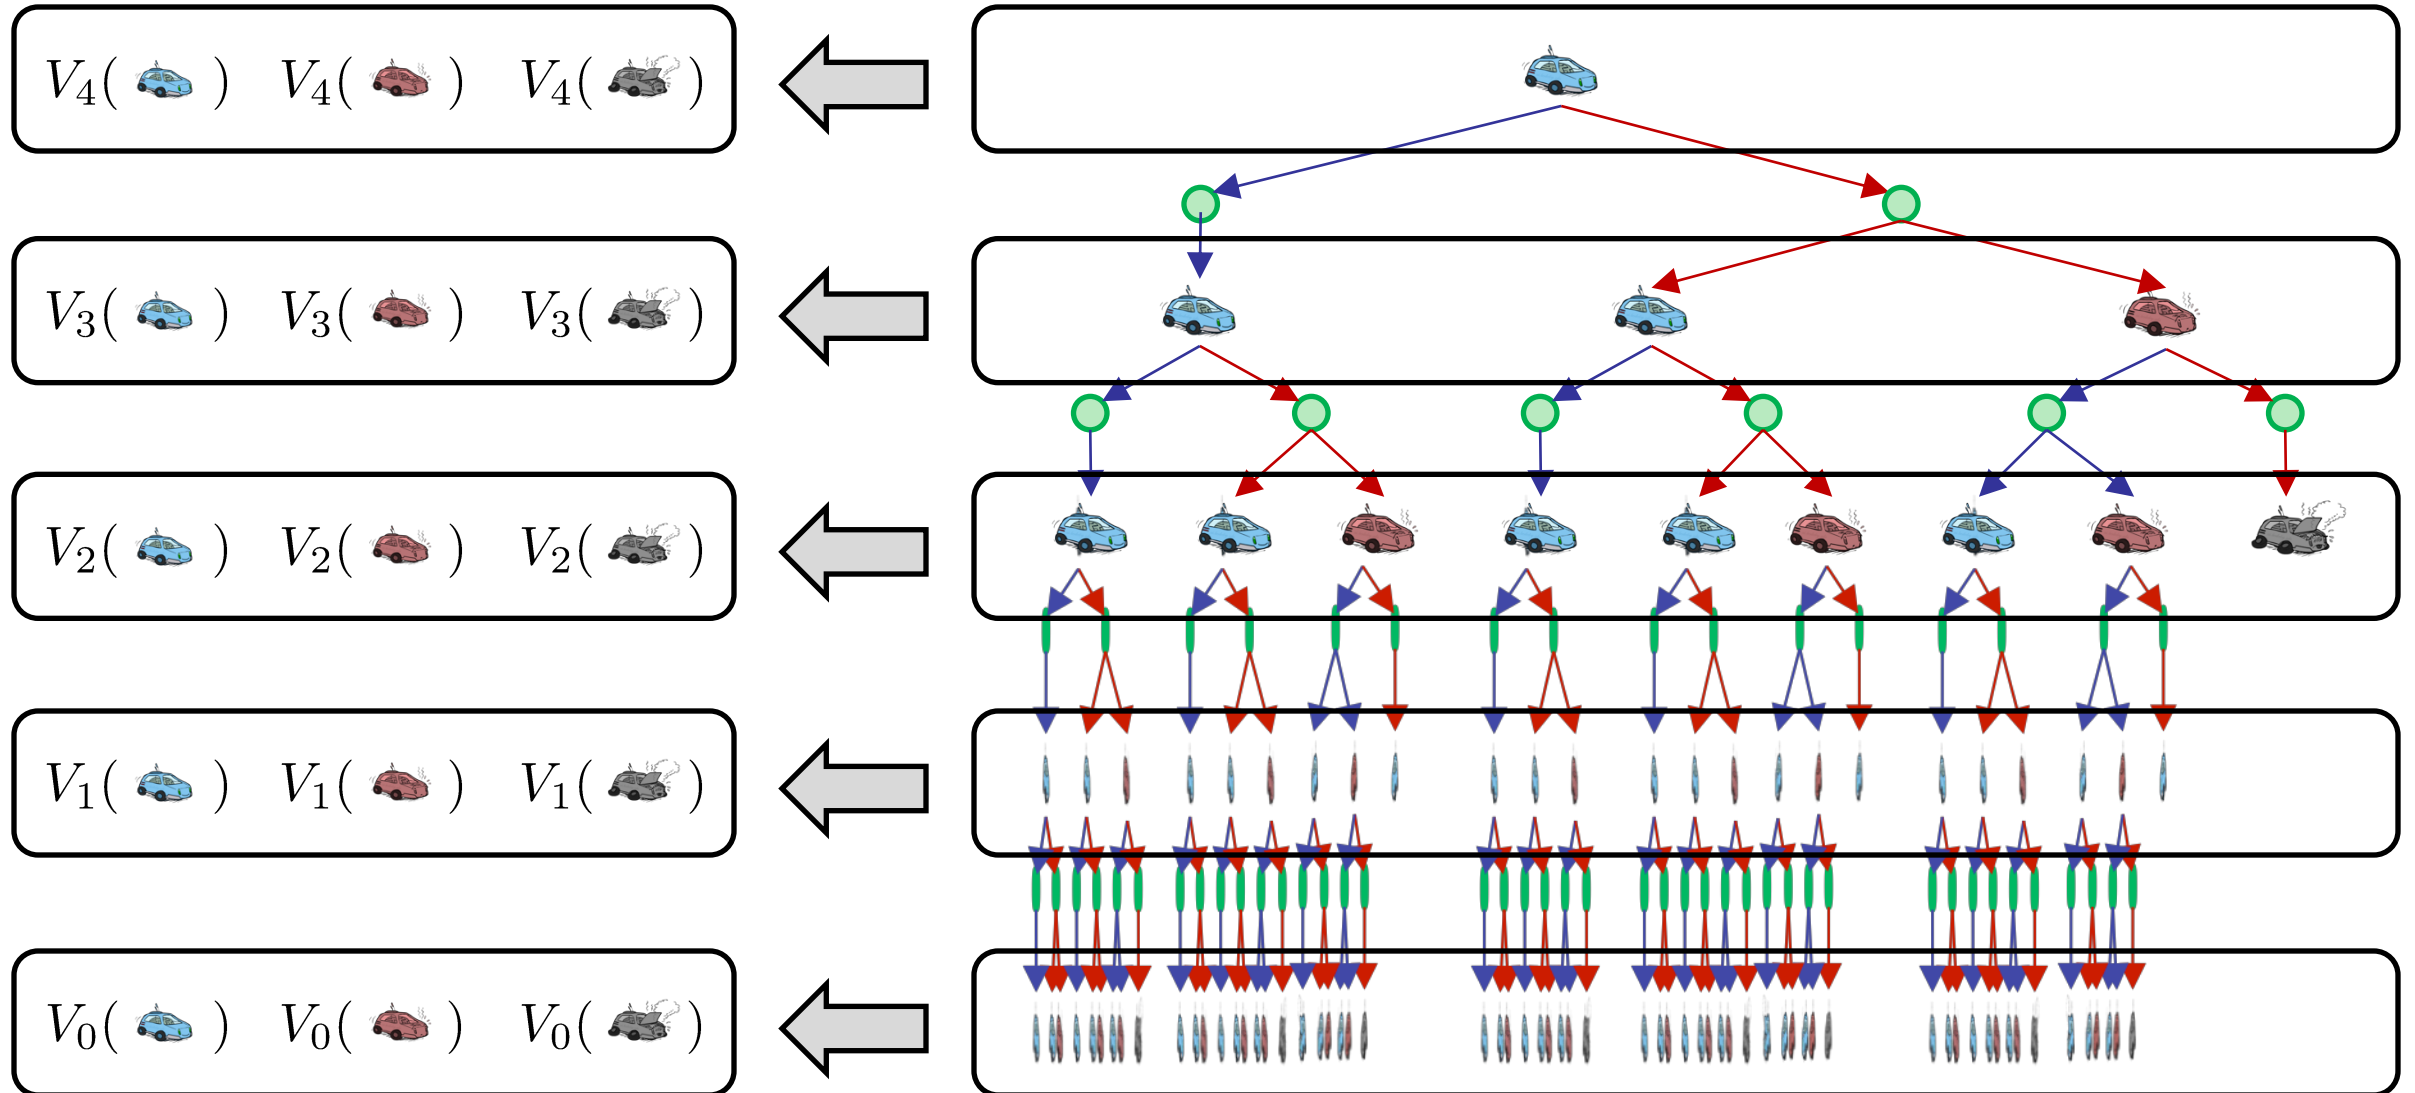 V₄( ) V₄( ) V₄( )
V₃( ) V₃( ) V₃( )
V₂( ) V₂( ) V₂( )
V₁( ) V₁( ) V₁( )
V₀( ) V₀( ) V₀( )